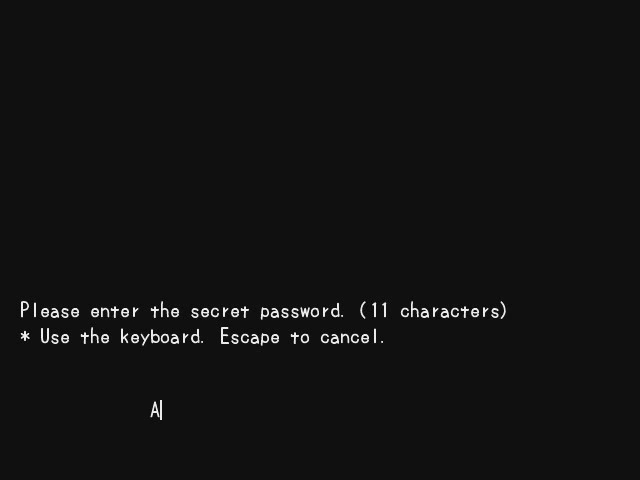 Please enter the secret password. (11 characters)
* Use the keyboard. Escape to cancel.
A